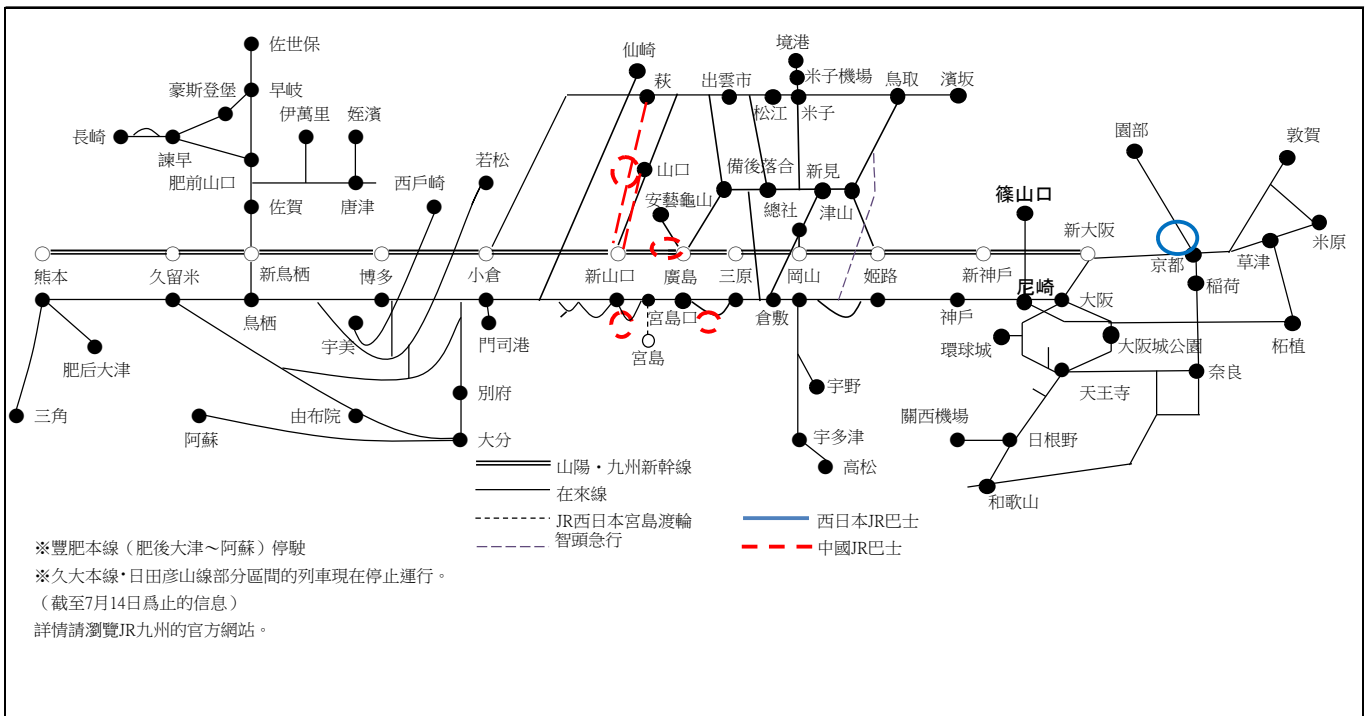 佐世保
仙崎
境港
豪斯登堡
早岐
萩
出雲市
米子機場
鳥取
濱坂
伊萬里
姪濱
松江
米子
園部
敦賀
長崎
諫早
若松
山口
備後落合
新見
肥前山口
唐津
西戶崎
安藝龜山
總社
津山
篠山口
佐賀
新大阪
米原
熊本
久留米
新鳥栖
博多
小倉
新山口
廣島
三原
岡山
姬路
新神戶
京都
草津
稻荷
鳥栖
宇美
門司港
宮島口
倉敷
神戶
尼崎
大阪
宮島
環球城
大阪城公園
柘植
肥后大津
奈良
三角
阿蘇
由布院
別府
宇野
天王寺
大分
宇多津
關西機場
日根野
高松
和歌山
山陽・九州新幹線
在來線
JR西日本宮島渡輪
西日本JR巴士
智頭急行
中國JR巴士
※豐肥本線（肥後大津～阿蘇）停駛
※久大本線・日田彥山線部分區間的列車現在停止運行。
（截至7月14日爲止的信息）
詳情請瀏覽JR九州的官方網站。